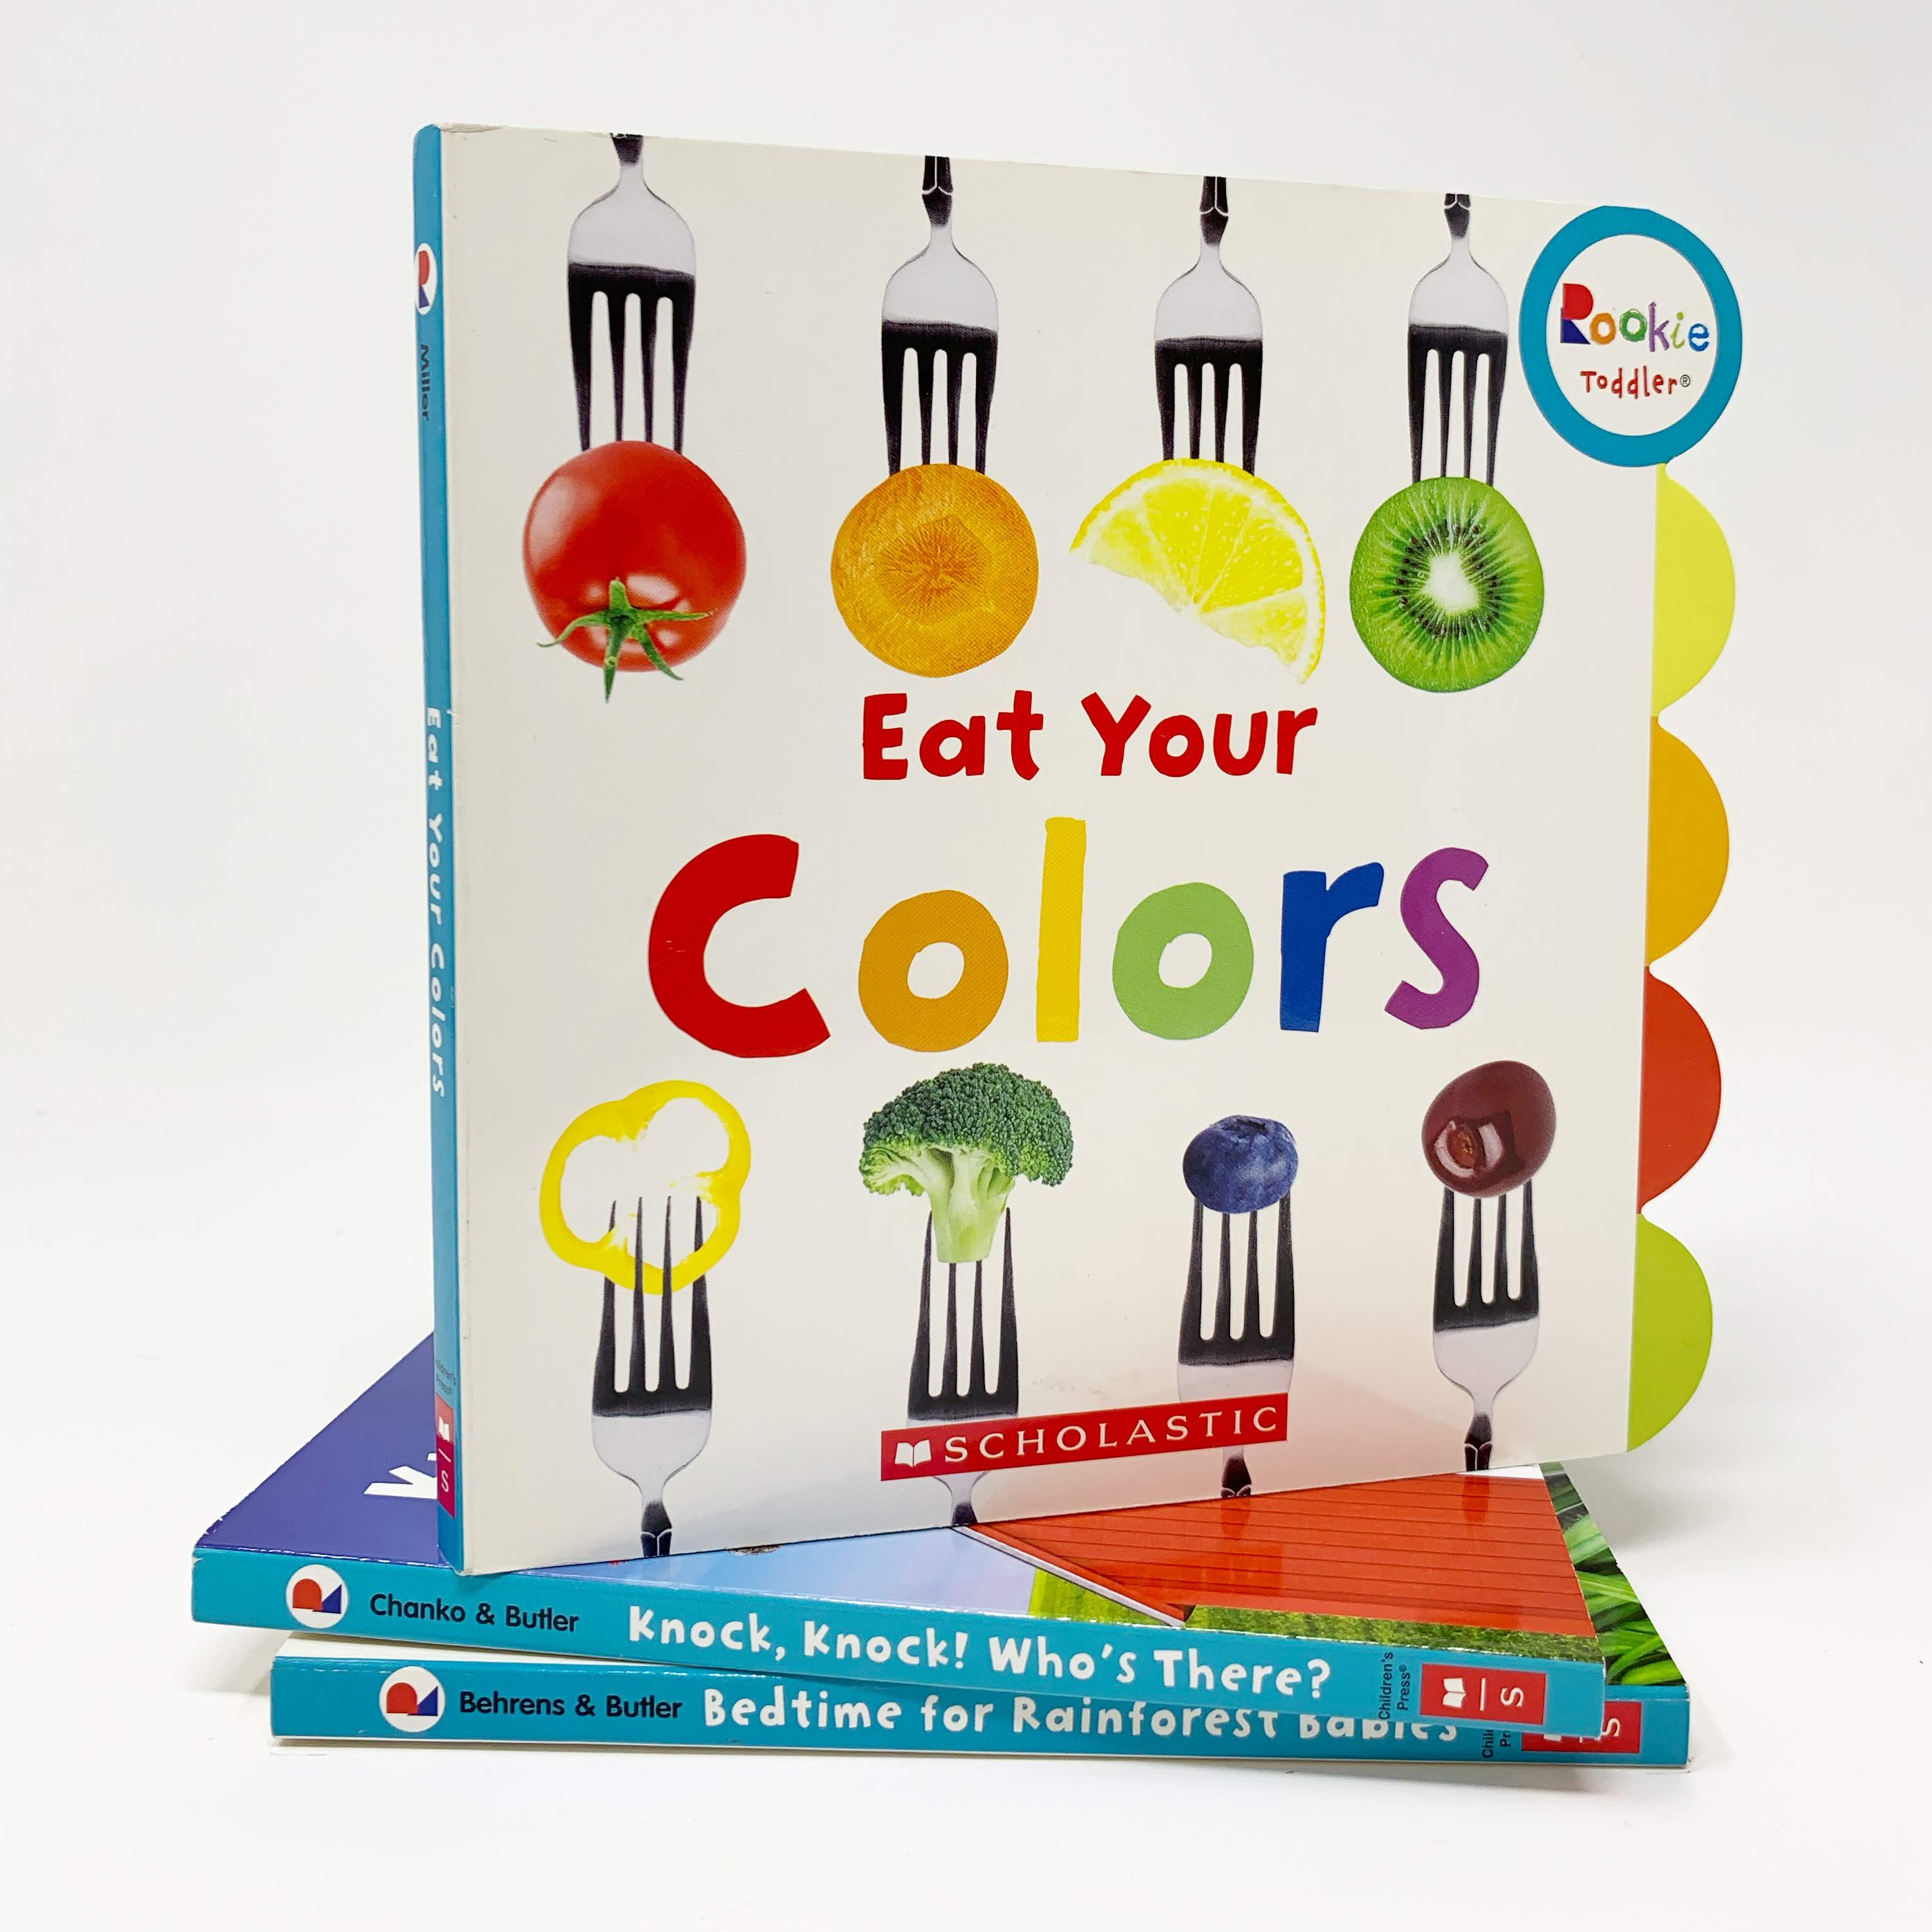 Rookie
Toddler®
Eat Your
Colors
SCHOLASTIC
Miller
Eat Your Colors
Chanko & Butler Knock, Knock! Who's There? Children's Press® S
Behrens & Butler Bedtime for Rainforest Babies S